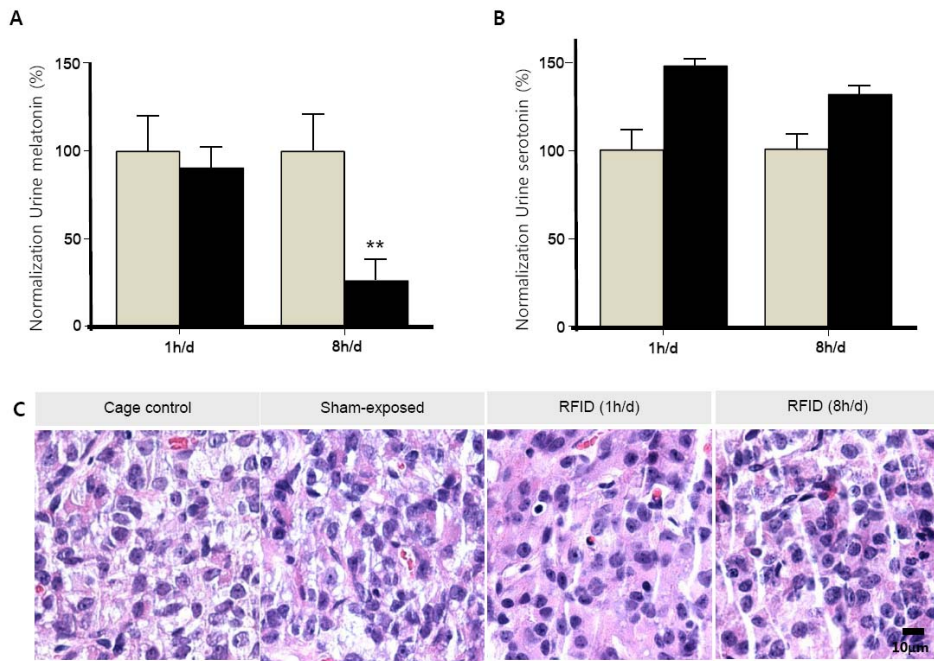 A
Normalization Urine melatonin (%)
150
100
50
0
**
1h/d
8h/d
B
Normalization Urine serotonin (%)
150
100
50
0
1h/d
8h/d
C
Cage control
Sham-exposed
RFID (1h/d)
RFID (8h/d)
10μm